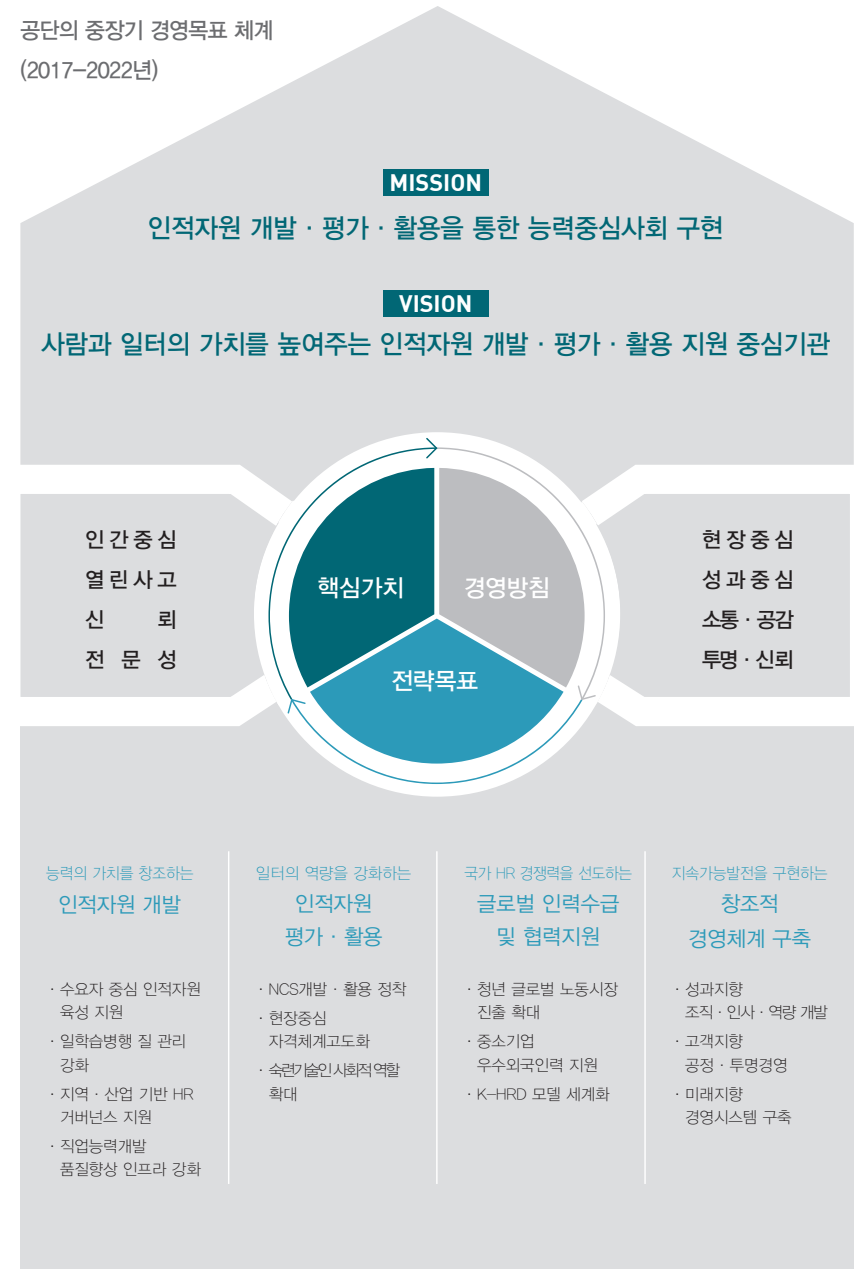 공단의 중장기 경영목표 체계
(2017-2022년)
MISSION
인적자원 개발 · 평가 · 활용을 통한 능력중심사회 구현
VISION
사람과 일터의 가치를 높여주는 인적자원 개발 · 평가 · 활용 지원 중심기관
인간중심
열린사고
신 뢰
전 문 성
핵심가치
경영방침
전략목표
현장중심
성과중심
소통 · 공감
투명 · 신뢰
능력의 가치를 창조하는
인적자원 개발
· 수요자 중심 인적자원
육성 지원
· 일학습병행 질 관리
강화
· 지역 · 산업 기반 HR
거버넌스 지원
· 직업능력개발
품질향상 인프라 강화
일터의 역량을 강화하는
인적자원
평가 · 활용
· NCS개발 · 활용 정착
· 현장중심
자격체계고도화
· 숙련기술인 사회적 역할
확대
국가 HR 경쟁력을 선도하는
글로벌 인력수급
및 협력지원
· 청년 글로벌 노동시장
진출 확대
· 중소기업
우수외국인력 지원
· K-HRD 모델 세계화
지속가능발전을 구현하는
창조적
경영체계 구축
· 성과지향
조직 · 인사 · 역량 개발
· 고객지향
공정 · 투명경영
· 미래지향
경영시스템 구축